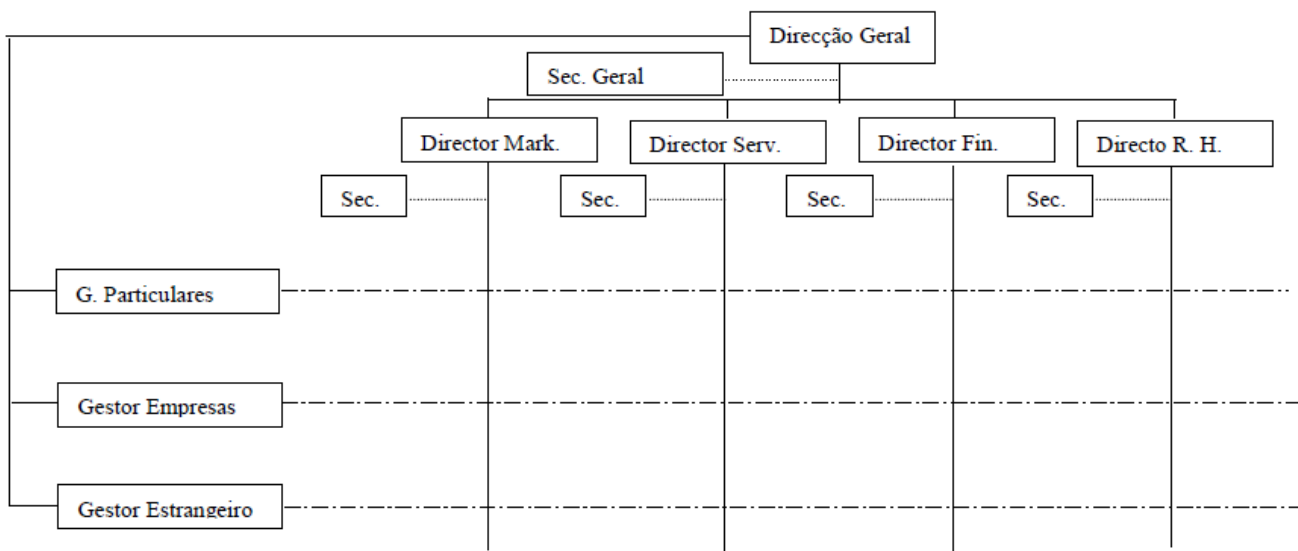 Direcção Geral
Sec. Geral
Director Mark.
Director Serv.
Director Fin.
Directo R. H.
Sec.
Sec.
Sec.
Sec.
G. Particulares
Gestor Empresas
Gestor Estrangeiro